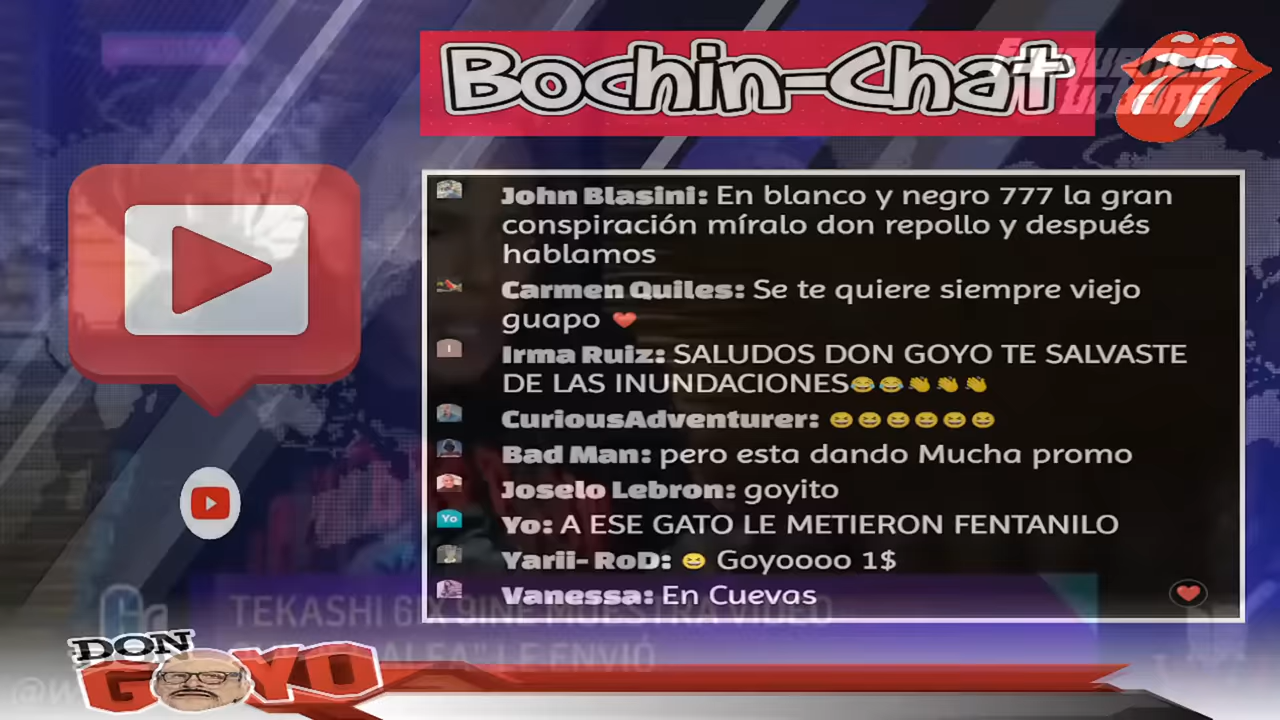 Bochin-Chat
77
John Blasini: En blanco y negro 777 la gran
conspiración míralo don repollo y después
hablamos
Carmen Quiles: Se te quiere siempre viejo
guapo ❤️
Irma Ruiz: SALUDOS DON GOYO TE SALVASTE
DE LAS INUNDACIONES😂😂👏👏👏
CuriousAdventurer: 😆😆😆😆😆😆
Bad Man: pero esta dando Mucha promo
Joselo Lebron: goyito
Yo
Yo: A ESE GATO LE METIERON FENTANILO
Yarii- RoD: 😆 Goyoooo 1$
Vanessa: En Cuevas
TEKASHI 6IX 9INE MUESTRA VIDEO
ALFA" LE ENVIÓ
DON
GOYO